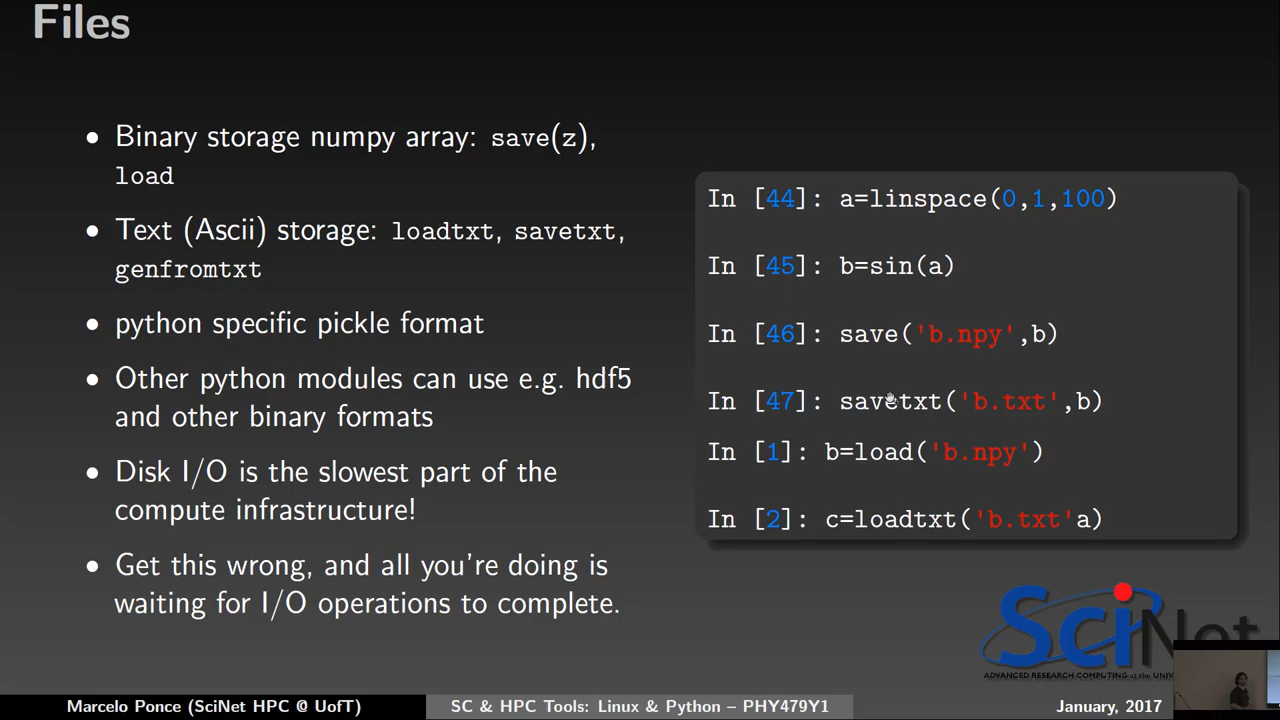 Files
• Binary storage numpy array: save(z),
load
• Text (Ascii) storage: loadtxt, savetxt,
genfromtxt
• python specific pickle format
• Other python modules can use e.g. hdf5
and other binary formats
• Disk I/O is the slowest part of the
compute infrastructure!
• Get this wrong, and all you're doing is
waiting for I/O operations to complete.
In [44]: a=linspace(0,1,100)
In [45]: b=sin(a)
In [46]: save('b.npy',b)
In [47]: savetxt('b.txt',b)
In [1]: b=load('b.npy')
In [2]: c=loadtxt('b.txt'a)
SciNet
ADVANCED RESEARCH COMPUTING at the
Marcelo Ponce (SciNet HPC @ UofT)
SC & HPC Tools: Linux & Python – PHY479Y1
January, 2017